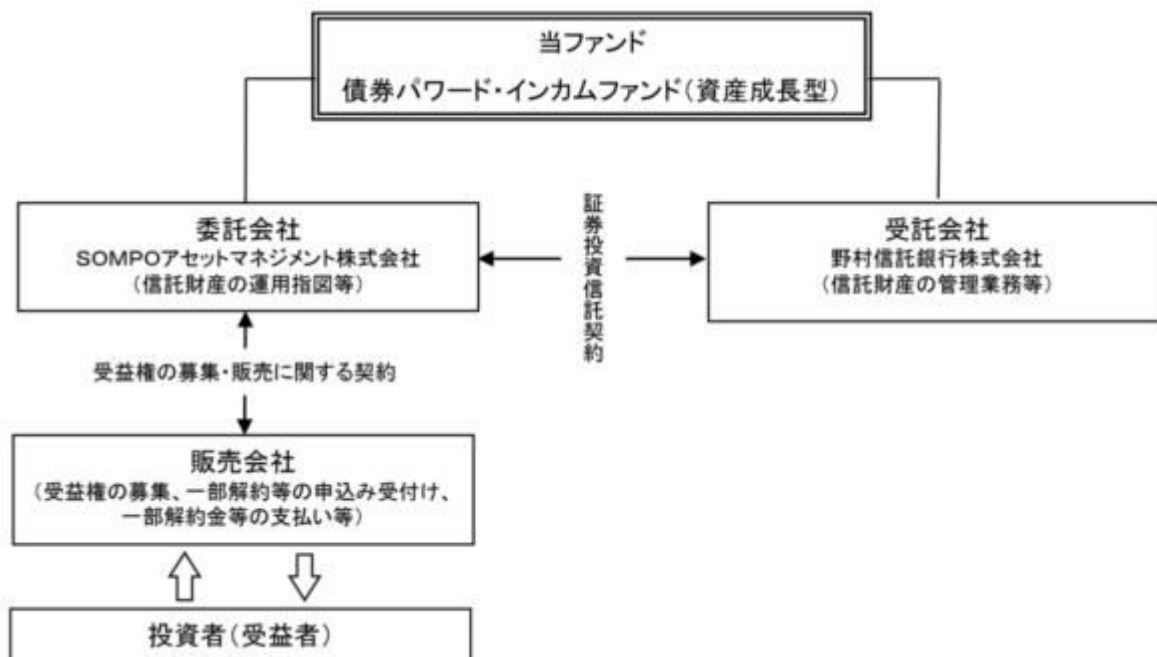 当ファンド
債券パワード・インカムファンド(資産成長型)
委託会社
SOMPOアセットマネジメント株式会社
(信託財産の運用指図等)
証券投資信託契約
受託会社
野村信託銀行株式会社
(信託財産の管理業務等)
受益権の募集・販売に関する契約
販売会社
(受益権の募集、一部解約等の申込み受付け、
一部解約金等の支払い等)
投資者(受益者)